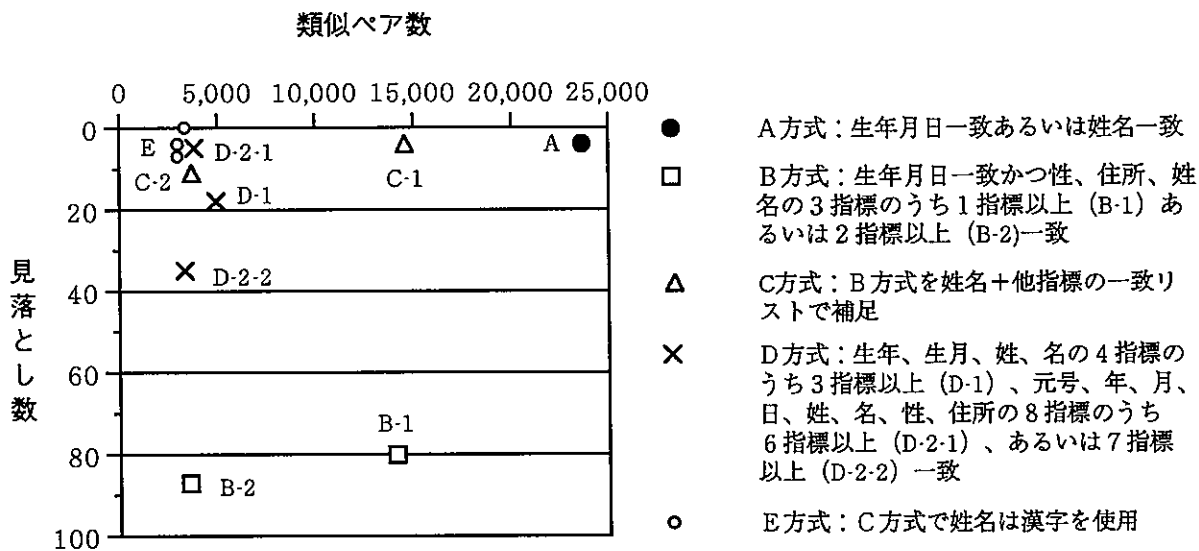 類似ペア数
0 5,000 10,000 15,000 20,000 25,000
0
20
40
60
80
100
見落とし数
E
D-2-1
C-2
D-1
C-1
A
D-2-2
B-1
B-2
A方式：生年月日一致あるいは姓名一致
B方式：生年月日一致かつ性、住所、姓
名の3指標のうち1指標以上（B-1）あ
るいは2指標以上（B-2)一致
C方式：B方式を姓名＋他指標の一致リ
ストで補足
D方式：生年、生月、姓、名の4指標の
うち3指標以上（D-1）、元号、年、月、
日、姓、名、性、住所の8指標のうち
6指標以上（D-2-1）、あるいは7指標
以上（D-2-2）一致
E方式：C方式で姓名は漢字を使用